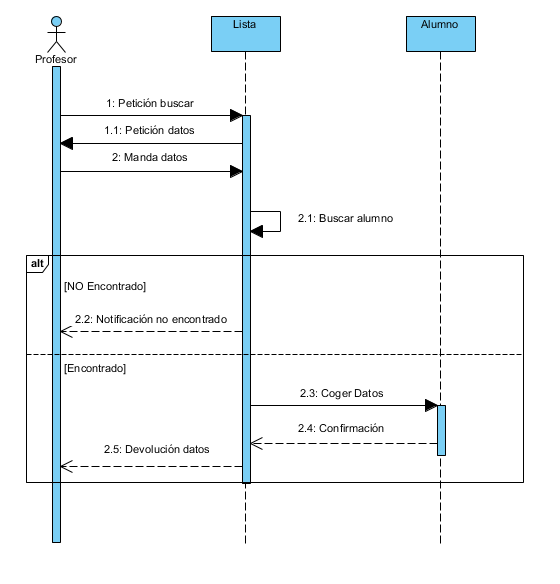 Profesor
Lista
Alumno
1: Petición buscar
1.1: Petición datos
2: Manda datos
2.1: Buscar alumno
alt
[NO Encontrado]
2.2: Notificación no encontrado
[Encontrado]
2.3: Coger Datos
2.4: Confirmación
2.5: Devolución datos